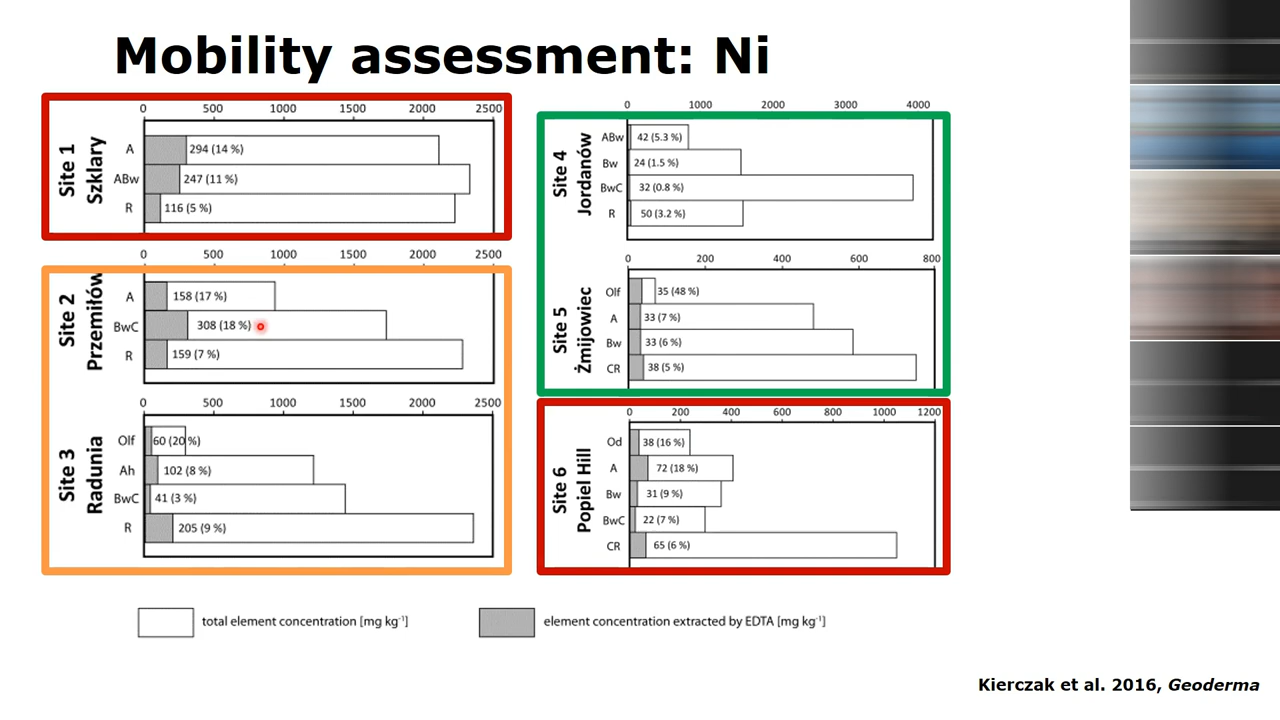 Mobility assessment: Ni
Site 1
Szklary
0 500 1000 1500 2000 2500
A 294 (14 %)
ABw 247 (11 %)
R 116 (5 %)
Site 2
Przemiłów
0 500 1000 1500 2000 2500
A 158 (17 %)
BwC 308 (18 %)
R 159 (7 %)
Site 3
Radunia
0 500 1000 1500 2000 2500
Olf 60 (20 %)
Ah 102 (8 %)
BwC 41 (3 %)
R 205 (9 %)
Site 4
Jordanów
0 1000 2000 3000 4000
ABw 42 (5.3 %)
Bw 24 (1.5 %)
BwC 32 (0.8 %)
R 50 (3.2 %)
Site 5
Żmijowiec
0 200 400 600 800
Olf 35 (48 %)
A 33 (7 %)
Bw 33 (6 %)
CR 38 (5 %)
Site 6
Popiel Hill
0 200 400 600 800 1000 1200
Od 38 (16 %)
A 72 (18 %)
Bw 31 (9 %)
BwC 22 (7 %)
CR 65 (6 %)
total element concentration [mg kg⁻¹]
element concentration extracted by EDTA [mg kg⁻¹]
Kierczak et al. 2016, Geoderma